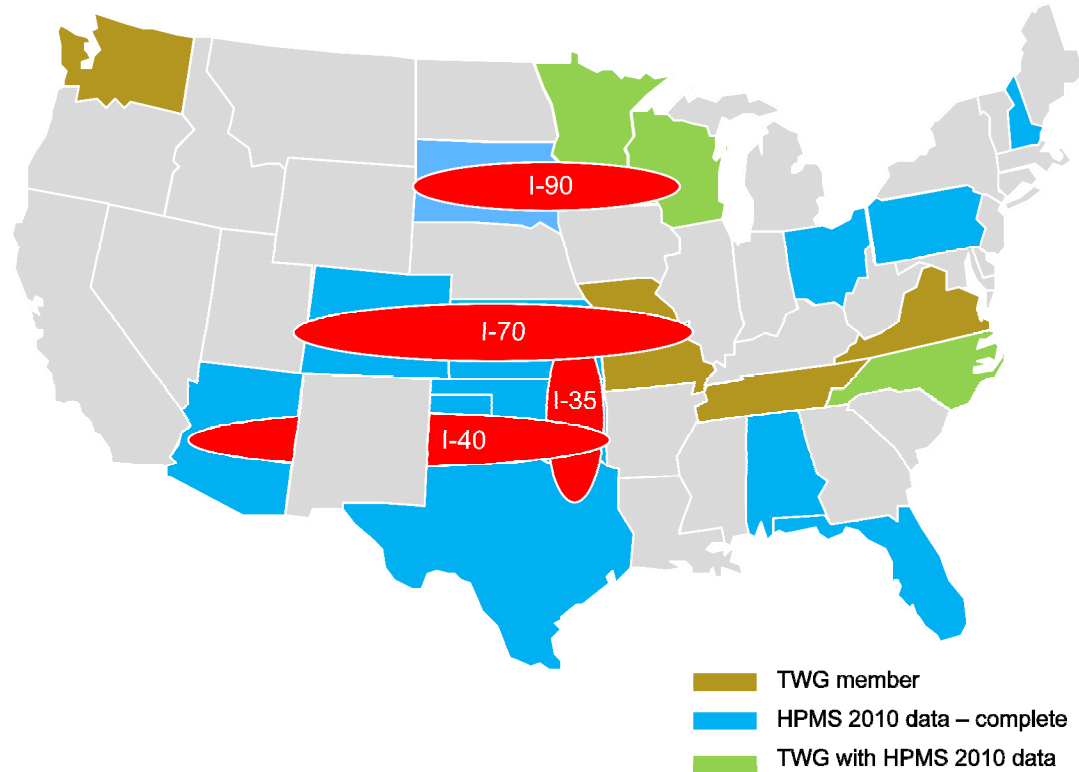 I-90
I-70
I-35
I-40
TWG member
HPMS 2010 data – complete
TWG with HPMS 2010 data